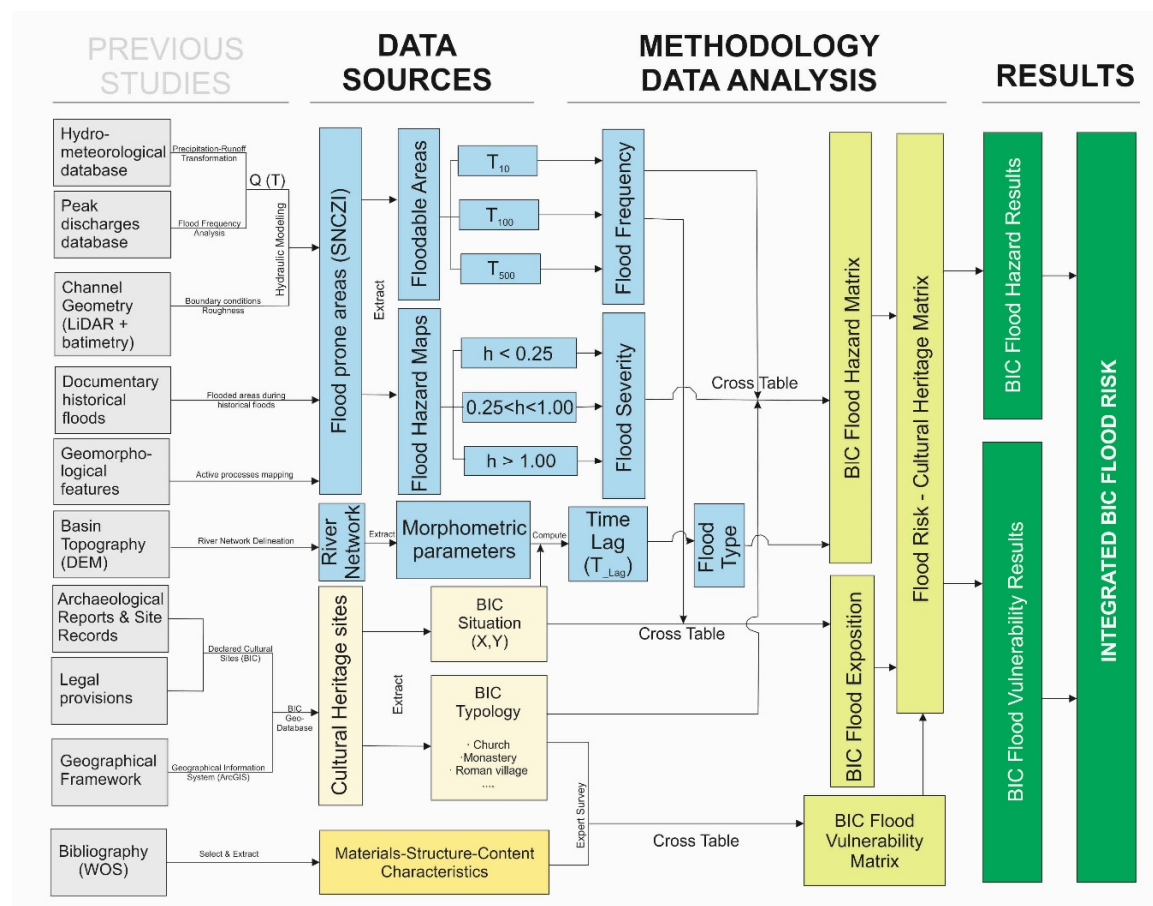 PREVIOUS
STUDIES
DATA
SOURCES
METHODOLOGY
DATA ANALYSIS
RESULTS
Hydro-
meteorological
database
Precipitation-Runoff
Transformation
Q (T)
Peak
discharges
database
Flood Frequency
Analysis
Hydraulic Modeling
Channel
Geometry
(LiDAR +
batimetry)
Boundary conditions
Roughness
Documentary
historical
floods
Flooded areas during
historical floods
Geomorpho-
logical
features
Active processes mapping
Basin
Topography
(DEM)
River Network Delineation
Archaeological
Reports & Site
Records
Declared Cultural
Sites (BIC)
Legal
provisions
BIC
Geo-
Database
Geographical
Framework
Geographical Information
System (ArcGIS)
Bibliography
(WOS)
Select & Extract
Flood prone areas (SNCZI)
Extract
Floodable Areas
T10
T100
T500
Flood Hazard Maps
h < 0.25
0.25<h<1.00
h > 1.00
River
Network
Extract
Morphometric
parameters
Compute
Cultural Heritage sites
Extract
BIC
Situation
(X,Y)
BIC
Typology
· Church
·Monastery
· Roman village
....
Materials-Structure-Content
Characteristics
Expert Survey
Flood Frequency
Flood Severity
Time
Lag
(T_Lag)
Flood
Type
Cross Table
Cross Table
Cross Table
BIC Flood Hazard Matrix
BIC Flood Exposition
BIC Flood
Vulnerability
Matrix
Flood Risk - Cultural Heritage Matrix
BIC Flood Hazard Results
BIC Flood Vulnerability Results
INTEGRATED BIC FLOOD RISK